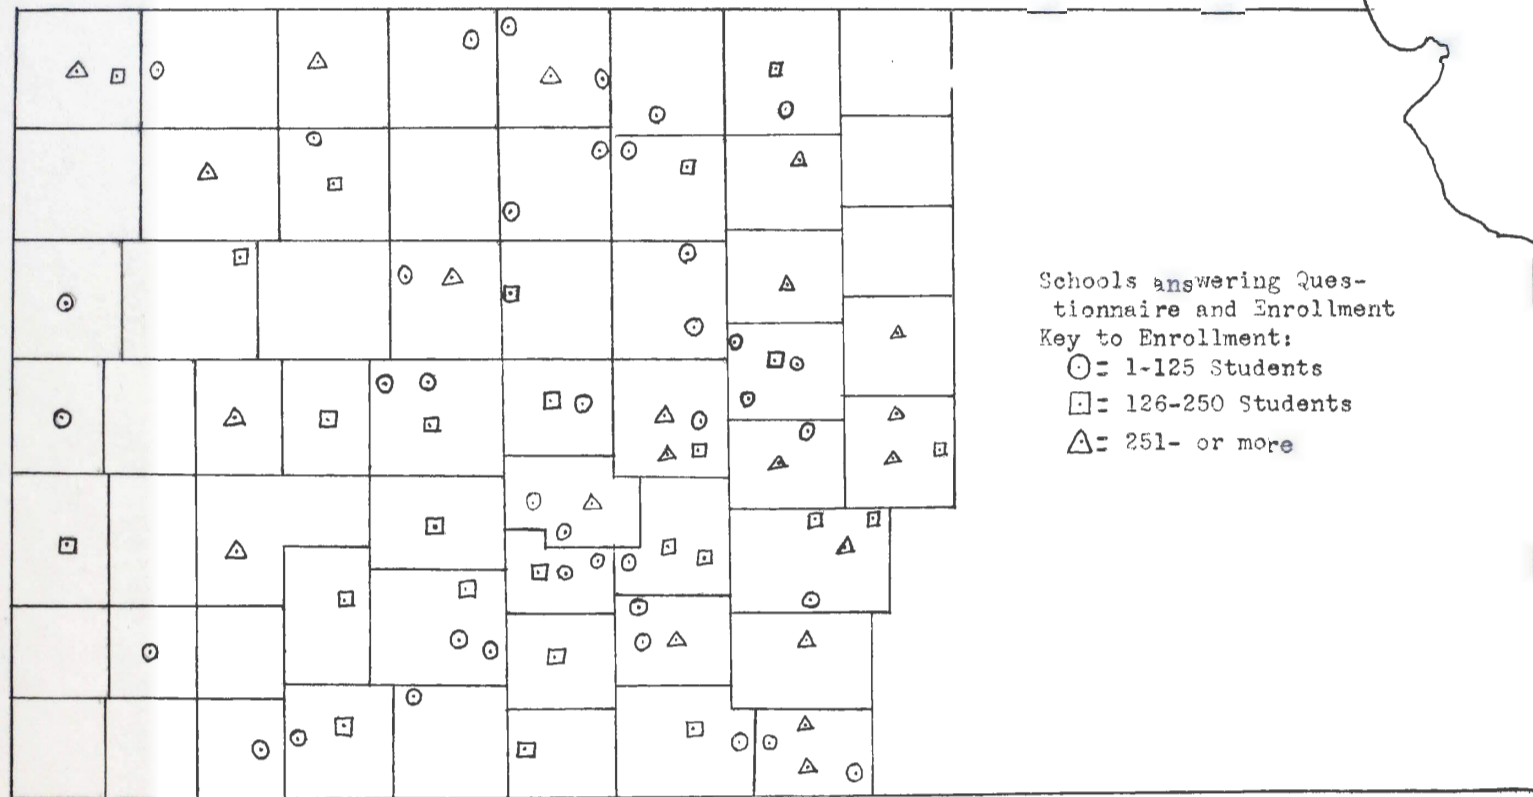 Schools answering Ques-
tionnaire and Enrollment
Key to Enrollment:
= 1-125 Students
= 126-250 Students
= 251- or more